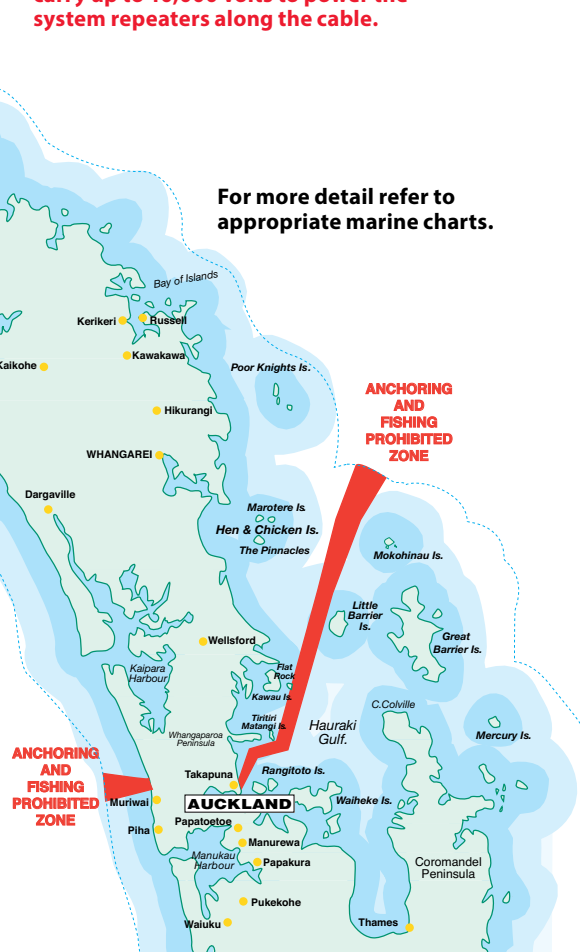 system repeaters along the cable.
For more detail refer to
appropriate marine charts.
Bay of Islands
Kerikeri
Russell
Kawakawa
Kaikohe
Poor Knights Is.
ANCHORING
AND
FISHING
PROHIBITED
ZONE
Hikurangi
WHANGAREI
Dargaville
Marotere Is.
Hen & Chicken Is.
The Pinnacles
Mokohinau Is.
Little
Barrier
Is.
Great
Barrier Is.
Wellsford
Kaipara
Harbour
Flat
Rock
Kawau Is.
C.Colville
Tiritiri
Matangi Is.
Hauraki
Gulf.
Mercury Is.
Whangaparoa
Peninsula
ANCHORING
AND
FISHING
PROHIBITED
ZONE
Takapuna
Rangitoto Is.
Muriwai
AUCKLAND
Waiheke Is.
Piha
Papatoetoe
Manurewa
Manukau
Harbour
Papakura
Coromandel
Peninsula
Pukekohe
Waiuku
Thames